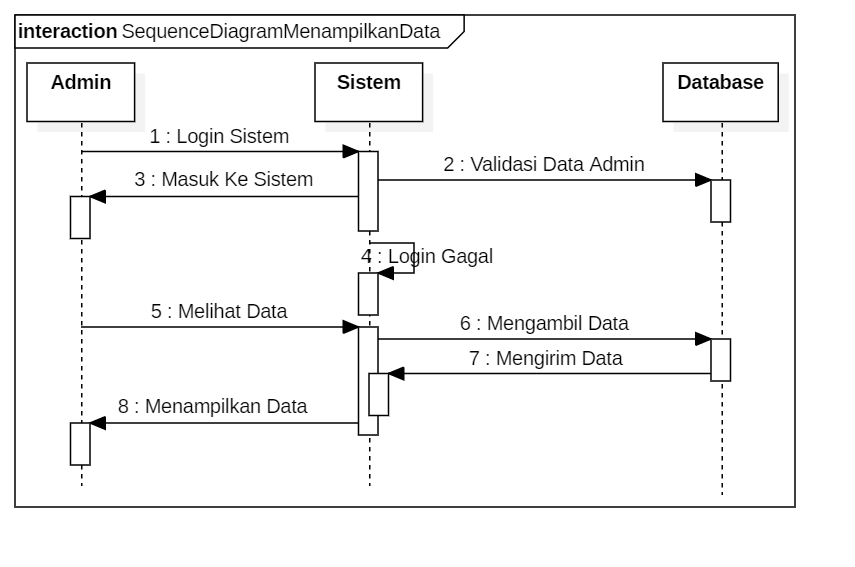 interaction SequenceDiagramMenampilkanData
Admin
Sistem
Database
1 : Login Sistem
2 : Validasi Data Admin
3 : Masuk Ke Sistem
4 : Login Gagal
5 : Melihat Data
6 : Mengambil Data
7 : Mengirim Data
8 : Menampilkan Data